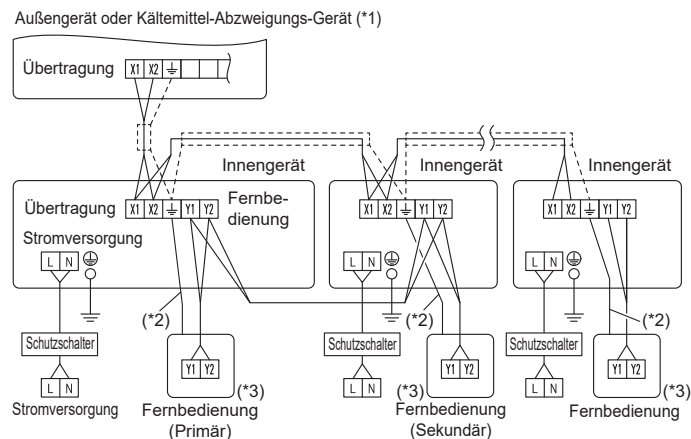 Außengerät oder Kältemittel-Abzweigungs-Gerät (*1)
Übertragung X1 X2
Innengerät Innengerät Innengerät
Übertragung X1 X2 Y1 Y2 Fernbe-
dienung
X1 X2 Y1 Y2
X1 X2 Y1 Y2
Stromversorgung
L N L N L N
(*2) (*2) (*2)
Schutzschalter Schutzschalter Schutzschalter
Y1 Y2 Y1 Y2 Y1 Y2
L N (*3) L N (*3) L N (*3)
Stromversorgung Fernbedienung Fernbedienung Fernbedienung
(Primär) (Sekundär)